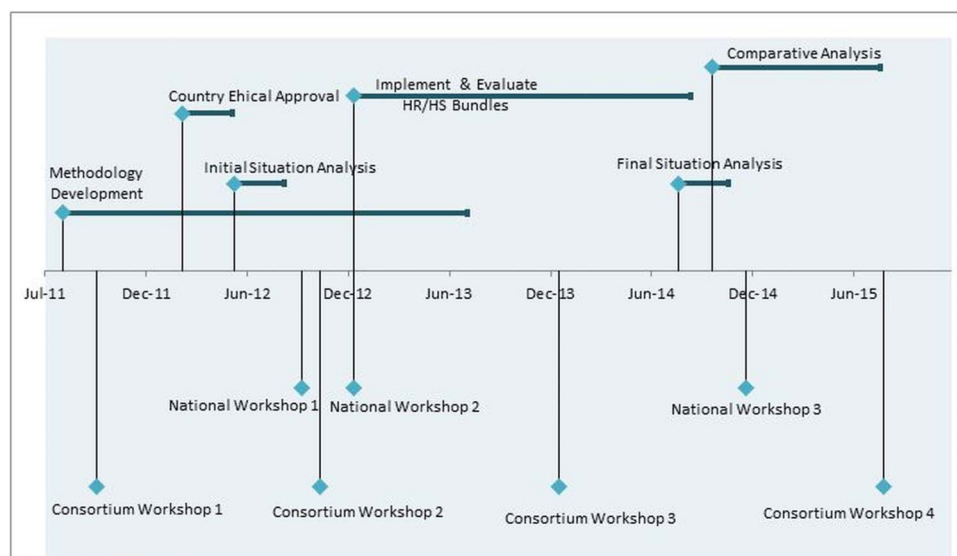 Comparative Analysis
Implement & Evaluate
HR/HS Bundles
Country Ehical Approval
Initial Situation Analysis
Final Situation Analysis
Methodology
Development
Jul-11
Dec-11
Jun-12
Dec-12
Jun-13
Dec-13
Jun-14
Dec-14
Jun-15
National Workshop 1
National Workshop 2
National Workshop 3
Consortium Workshop 1
Consortium Workshop 2
Consortium Workshop 3
Consortium Workshop 4